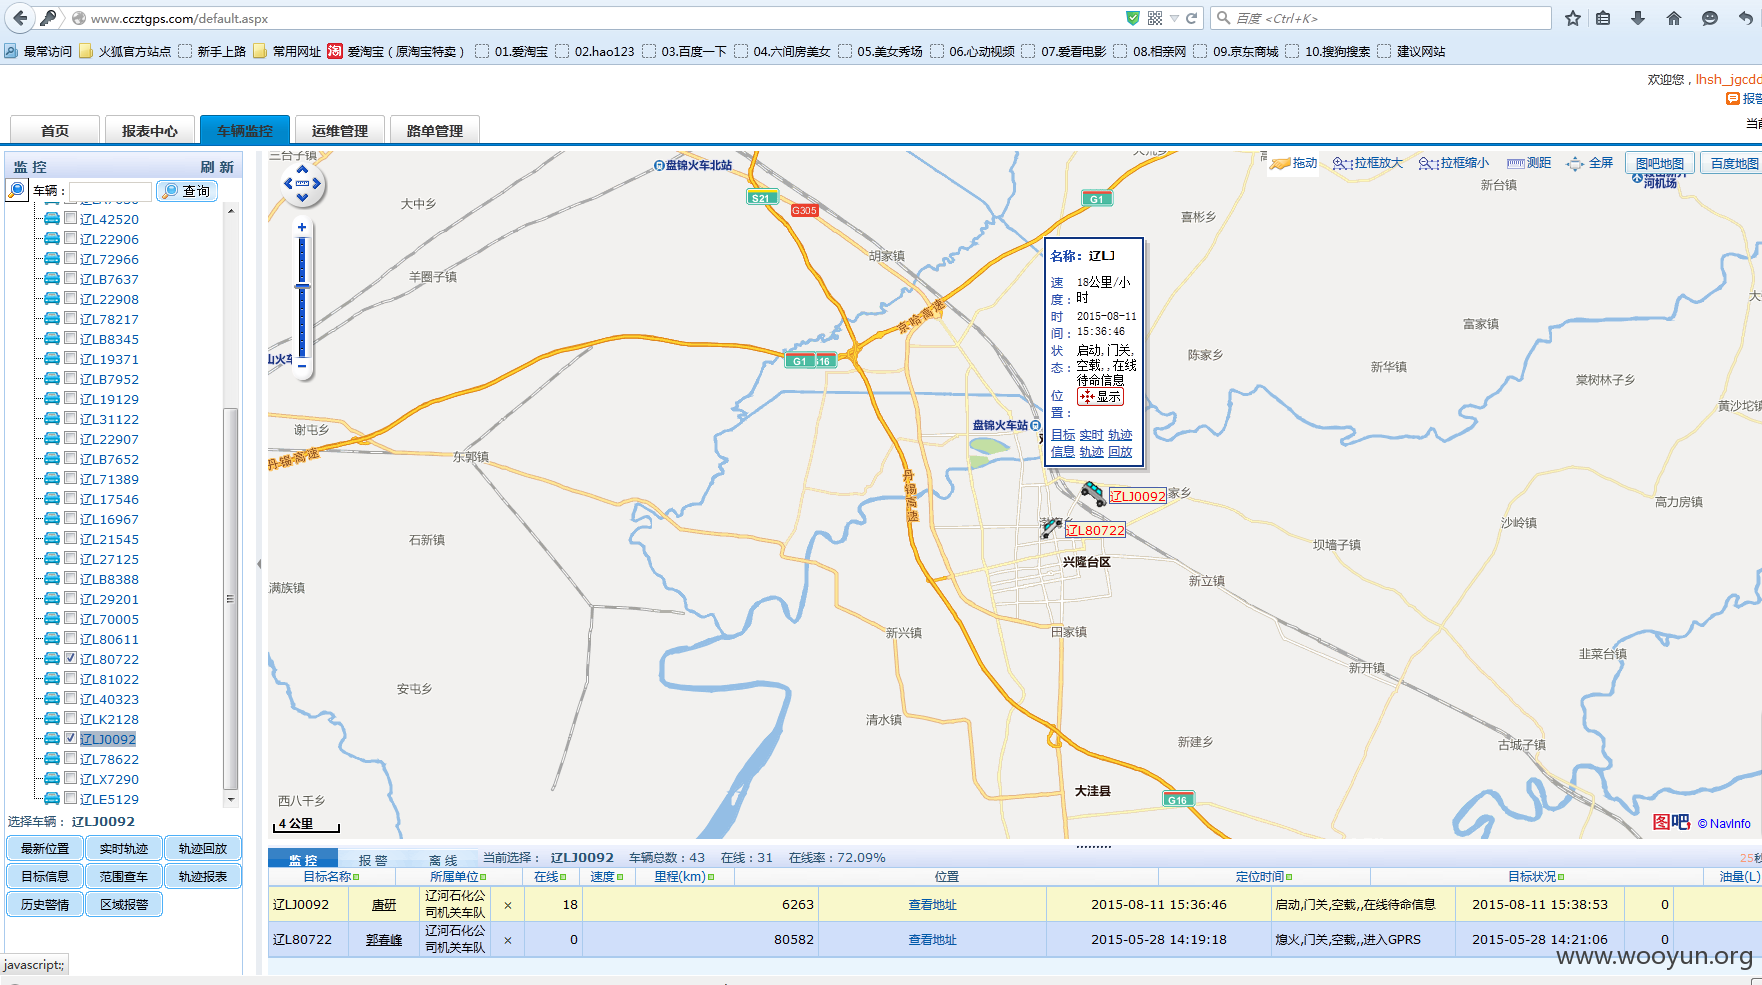 www.ccztgps.com/default.aspx
百度 <Ctrl+K>
最常访问 火狐官方站点 新手上路 常用网址 爱淘宝（原淘宝特卖） 01.爱淘宝 02.hao123 03.百度一下 04.六间房美女 05.美女秀场 06.心动视频 07.爱看电影 08.相亲网 09.京东商城 10.搜狗搜索 建议网站
欢迎您，lhsh_jgcdd
报警
当前
首页 报表中心 车辆监控 运维管理 路单管理
监 控 刷 新
车辆： 查询
辽L42520
辽L22906
辽L72966
辽LB7637
辽L22908
辽L78217
辽LB8345
辽L19371
辽LB7952
辽L19129
辽L31122
辽L22907
辽LB7652
辽L71389
辽L17546
辽L16967
辽L21545
辽L27125
辽LB8388
辽L29201
辽L70005
辽L80611
辽L80722
辽L81022
辽L40323
辽LK2128
辽LJ0092
辽L78622
辽LX7290
辽LE5129
选择车辆： 辽LJ0092
最新位置 实时轨迹 轨迹回放
目标信息 范围查车 轨迹报表
历史警情 区域报警
javascript:;
拖动 拉框放大 拉框缩小 测距 全屏 图吧地图 百度地图
三台子镇
盘锦火车北站
河机场
新台镇
大中乡
S21
G305
G1
喜彬乡
胡家镇
羊圈子镇
京哈高速
富家镇
山火车
G1
G16
陈家乡
新华镇
棠树林子乡
黄沙坨镇
谢屯乡
盘锦火车站
丹锡高速
东郭镇
丹锡高速
高力房镇
沙岭镇
石新镇
坝墙子镇
兴隆台区
满族镇
新立镇
新兴镇
田家镇
韭菜台镇
新开镇
安屯乡
清水镇
新建乡
古城子镇
西八千乡
大洼县
G16
4 公里
图吧 © NavInfo
名称：辽LJ
速度： 18公里/小时
时间： 2015-08-11 15:36:46
状态： 启动,门关,空载,,在线待命信息
位置： 显示
目标信息 实时轨迹 轨迹回放
辽LJ0092
家乡
辽L80722
监 控 报 警 离 线 当前选择： 辽LJ0092 车辆总数：43 在线：31 在线率：72.09%
25秒
目标名称 所属单位 在线 速度 里程(km) 位置 定位时间 目标状况 油量(L)
辽LJ0092 唐研 辽河石化公司机关车队 × 18 6263 查看地址 2015-08-11 15:36:46 启动,门关,空载,,在线待命信息 2015-08-11 15:38:53 0
辽L80722 郭春峰 辽河石化公司机关车队 × 0 80582 查看地址 2015-05-28 14:19:18 熄火,门关,空载,,进入GPRS 2015-05-28 14:21:06 0
www.wooyun.org